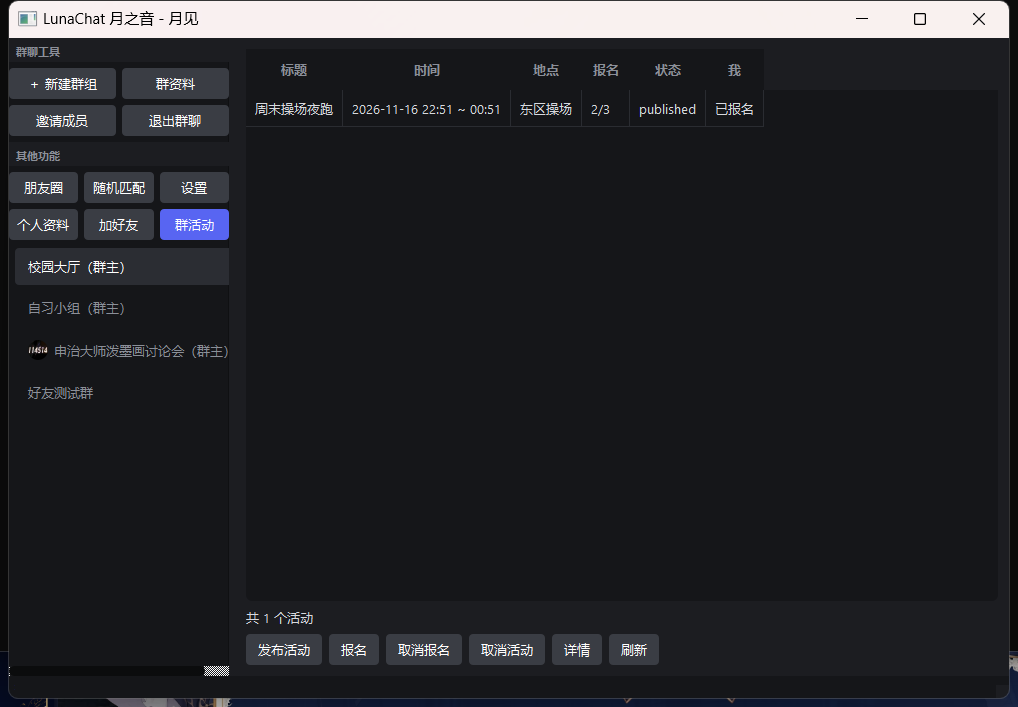 LunaChat 月之音 - 月见
群聊工具
+ 新建群组 群资料
邀请成员 退出群聊
其他功能
朋友圈 随机匹配 设置
个人资料 加好友 群活动
校园大厅（群主）
自习小组（群主）
114514 申治大师泼墨画讨论会（群主）
好友测试群
标题 时间 地点 报名 状态 我
周末操场夜跑 2026-11-16 22:51 ~ 00:51 东区操场 2/3 published 已报名
共 1 个活动
发布活动 报名 取消报名 取消活动 详情 刷新